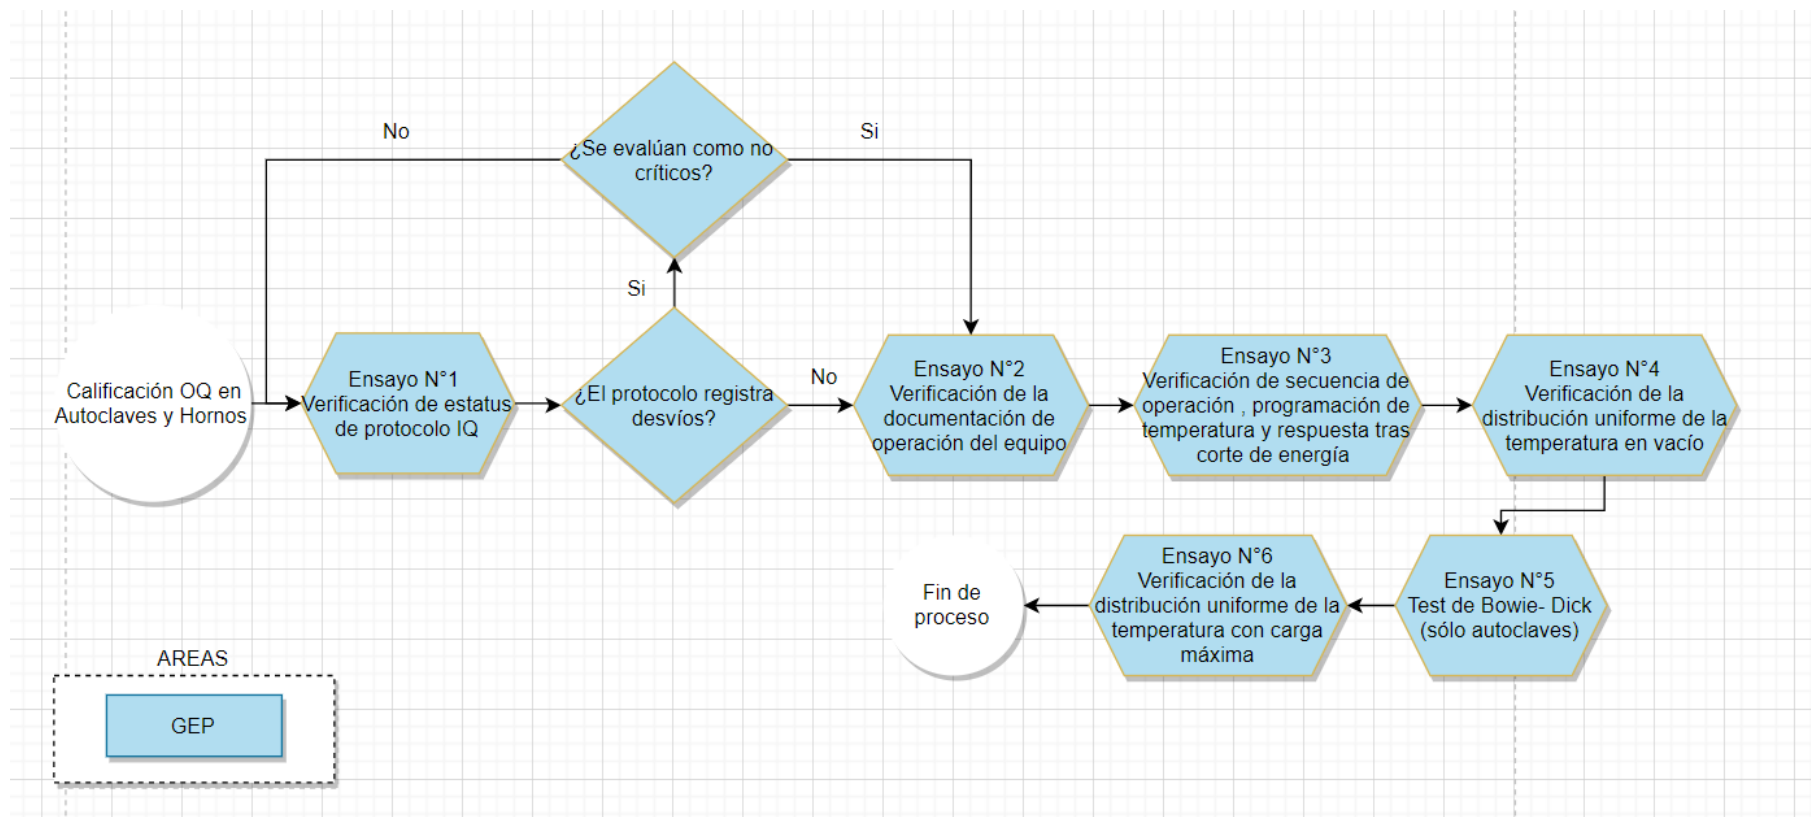 No
¿Se evalúan como no
críticos?
Si
Si
Calificación OQ en
Autoclaves y Hornos
Ensayo N°1
Verificación de estatus
de protocolo IQ
¿El protocolo registra
desvíos?
No
Ensayo N°2
Verificación de la
documentación de
operación del equipo
Ensayo N°3
Verificación de secuencia de
operación , programación de
temperatura y respuesta tras
corte de energía
Ensayo N°4
Verificación de la
distribución uniforme de la
temperatura en vacío
Ensayo N°5
Test de Bowie- Dick
(sólo autoclaves)
Ensayo N°6
Verificación de la
distribución uniforme de la
temperatura con carga
máxima
Fin de
proceso
AREAS
GEP